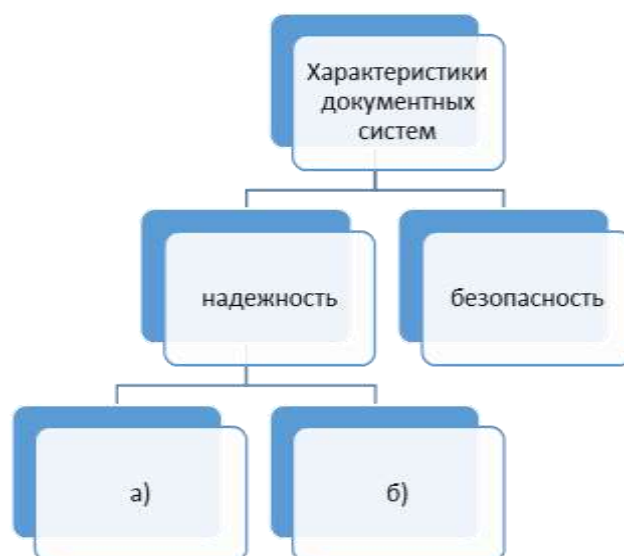 Характеристики
документных
систем
надежность
безопасность
а)
б)